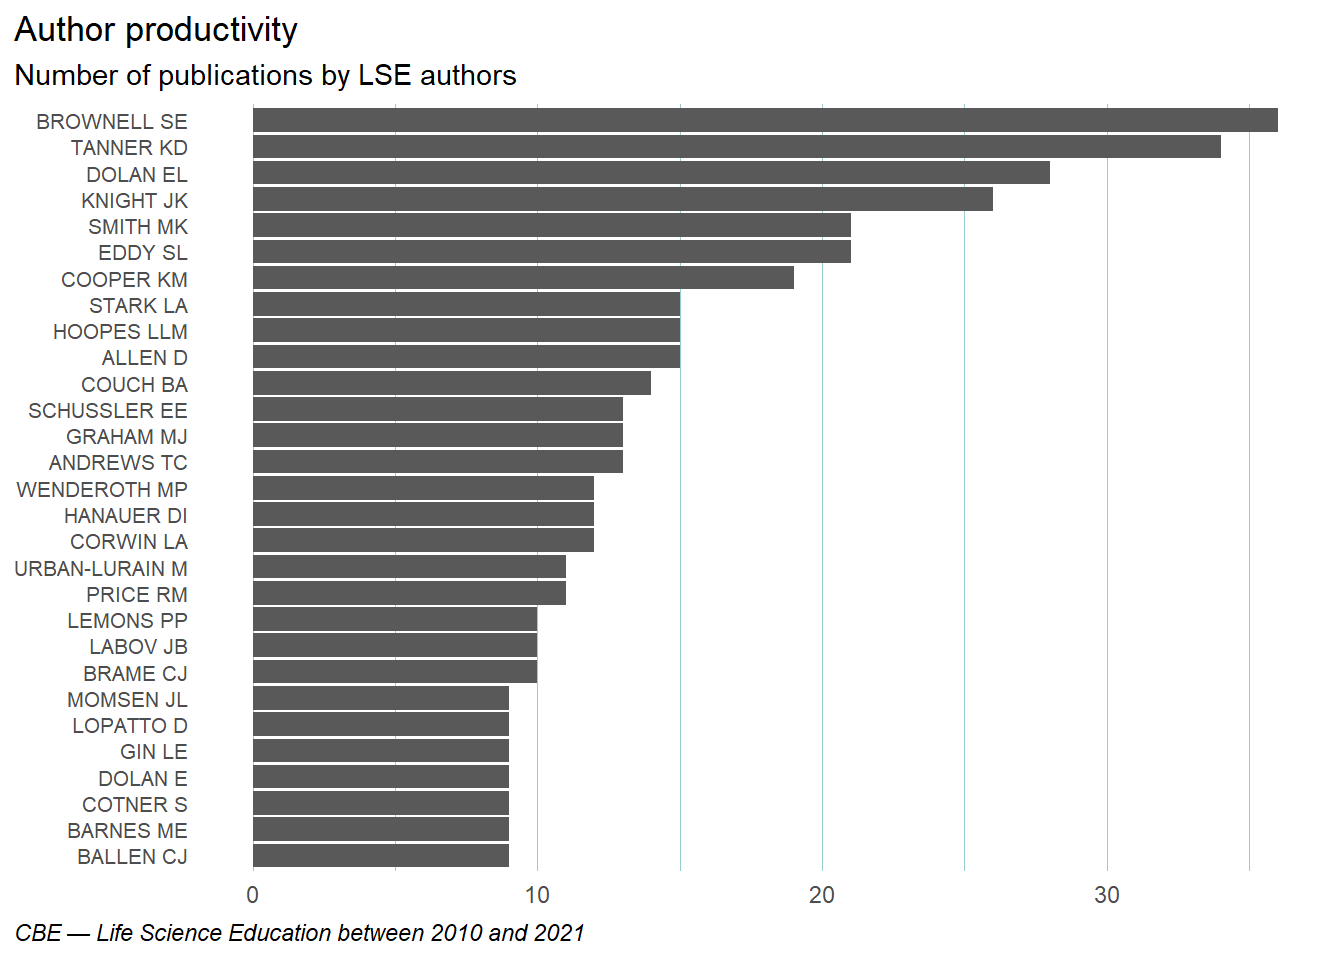 Author productivity
Number of publications by LSE authors
BROWNELL SE
TANNER KD
DOLAN EL
KNIGHT JK
SMITH MK
EDDY SL
COOPER KM
STARK LA
HOOPES LLM
ALLEN D
COUCH BA
SCHUSSLER EE
GRAHAM MJ
ANDREWS TC
WENDEROTH MP
HANAUER DI
CORWIN LA
URBAN-LURAIN M
PRICE RM
LEMONS PP
LABOV JB
BRAME CJ
MOMSEN JL
LOPATTO D
GIN LE
DOLAN E
COTNER S
BARNES ME
BALLEN CJ
0 10 20 30
CBE — Life Science Education between 2010 and 2021